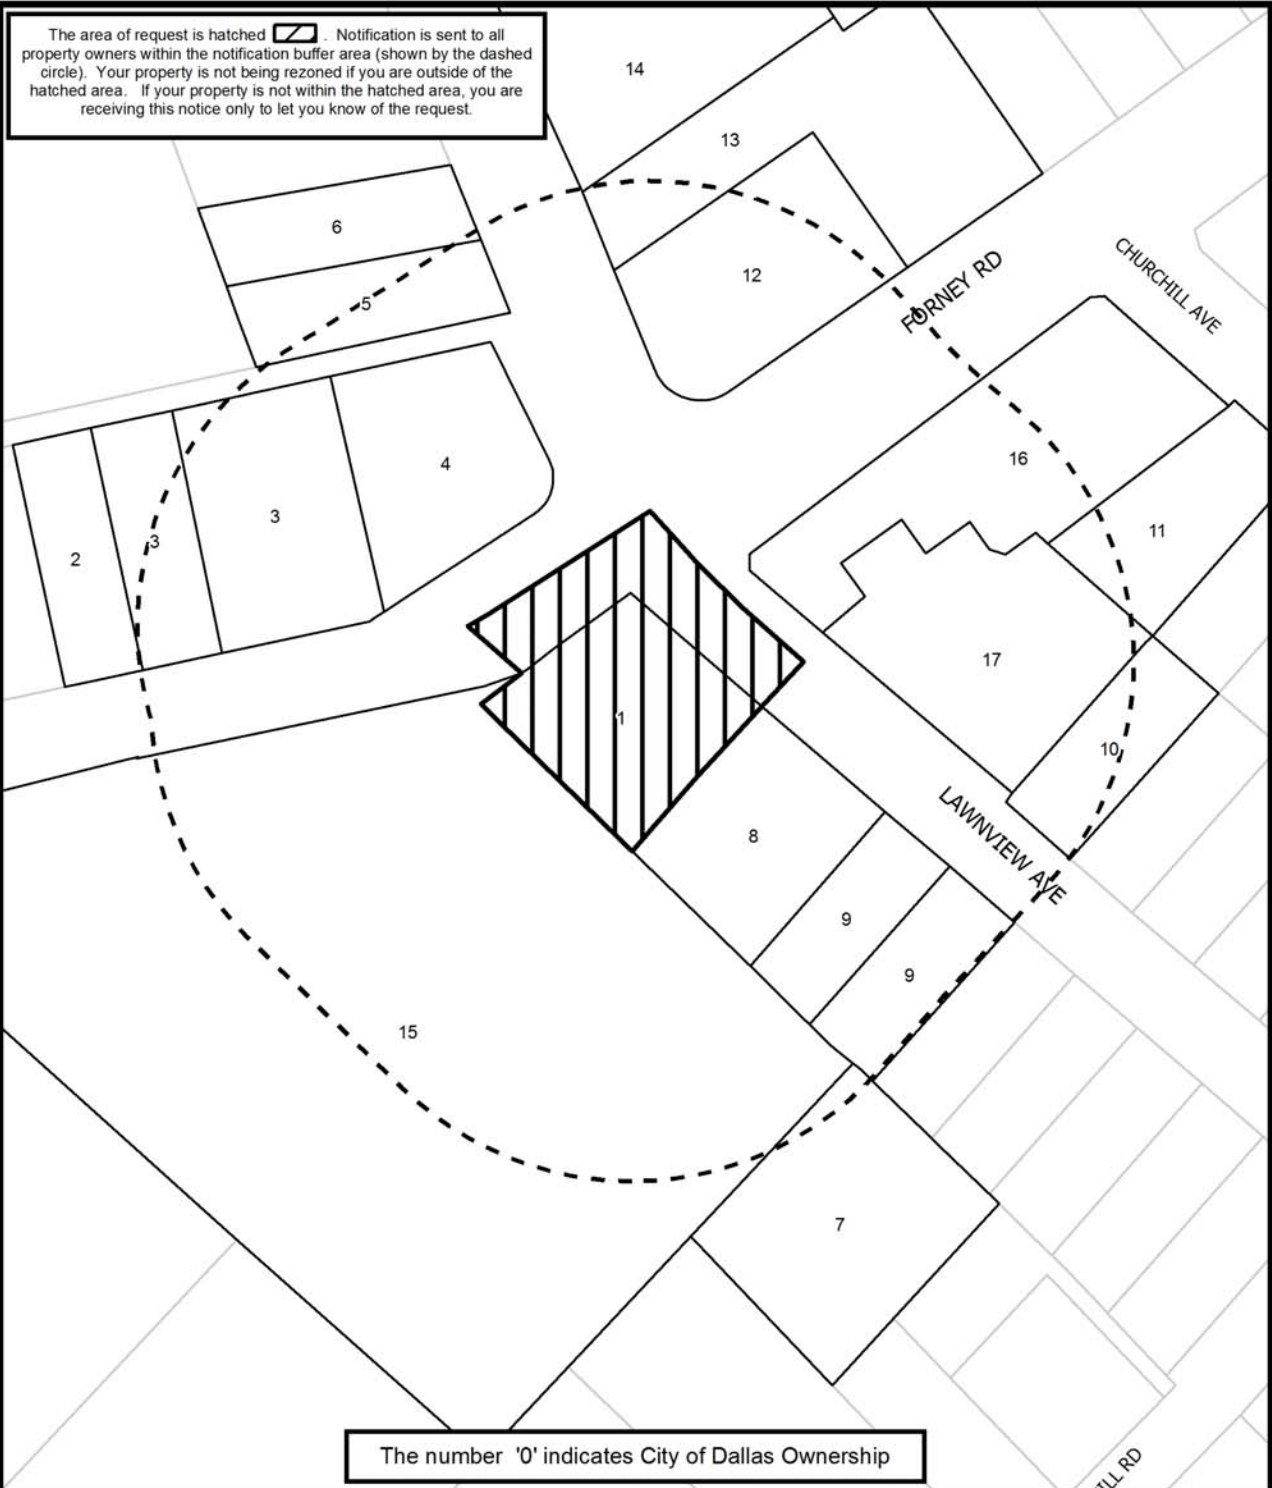 The area of request is hatched . Notification is sent to all
property owners within the notification buffer area (shown by the dashed
circle). Your property is not being rezoned if you are outside of the
hatched area. If your property is not within the hatched area, you are
receiving this notice only to let you know of the request.
14
13
6
12
5
FORNEY RD
CHURCHILL AVE
4
16
3
3
2
11
17
1
10
8
LAWNVIEW AVE
9
9
15
7
The number '0' indicates City of Dallas Ownership
ILL RD